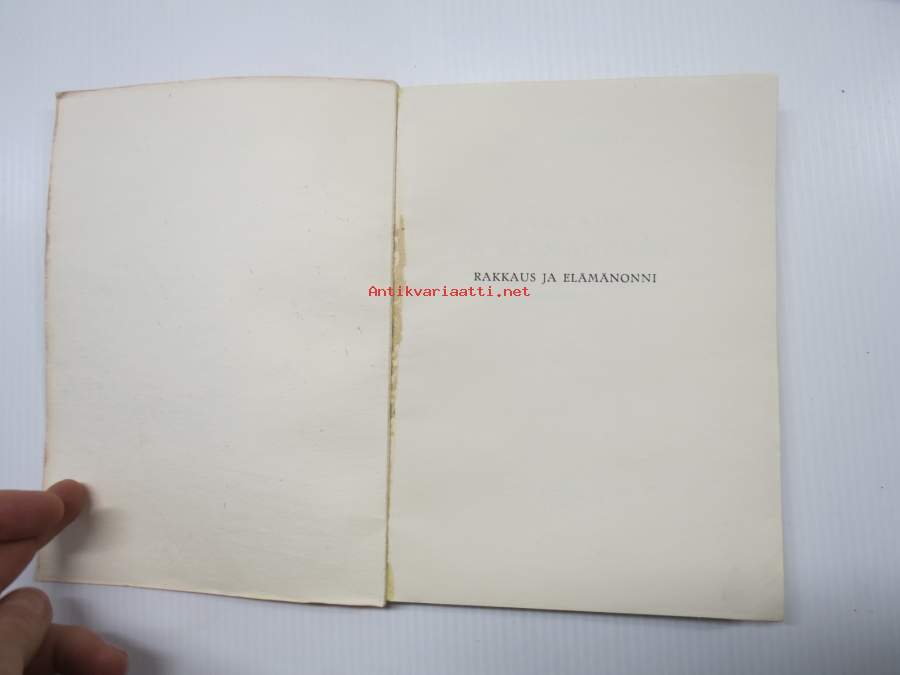 RAKKAUS JA ELÄMÄNONNI
Antikvariaatti.net